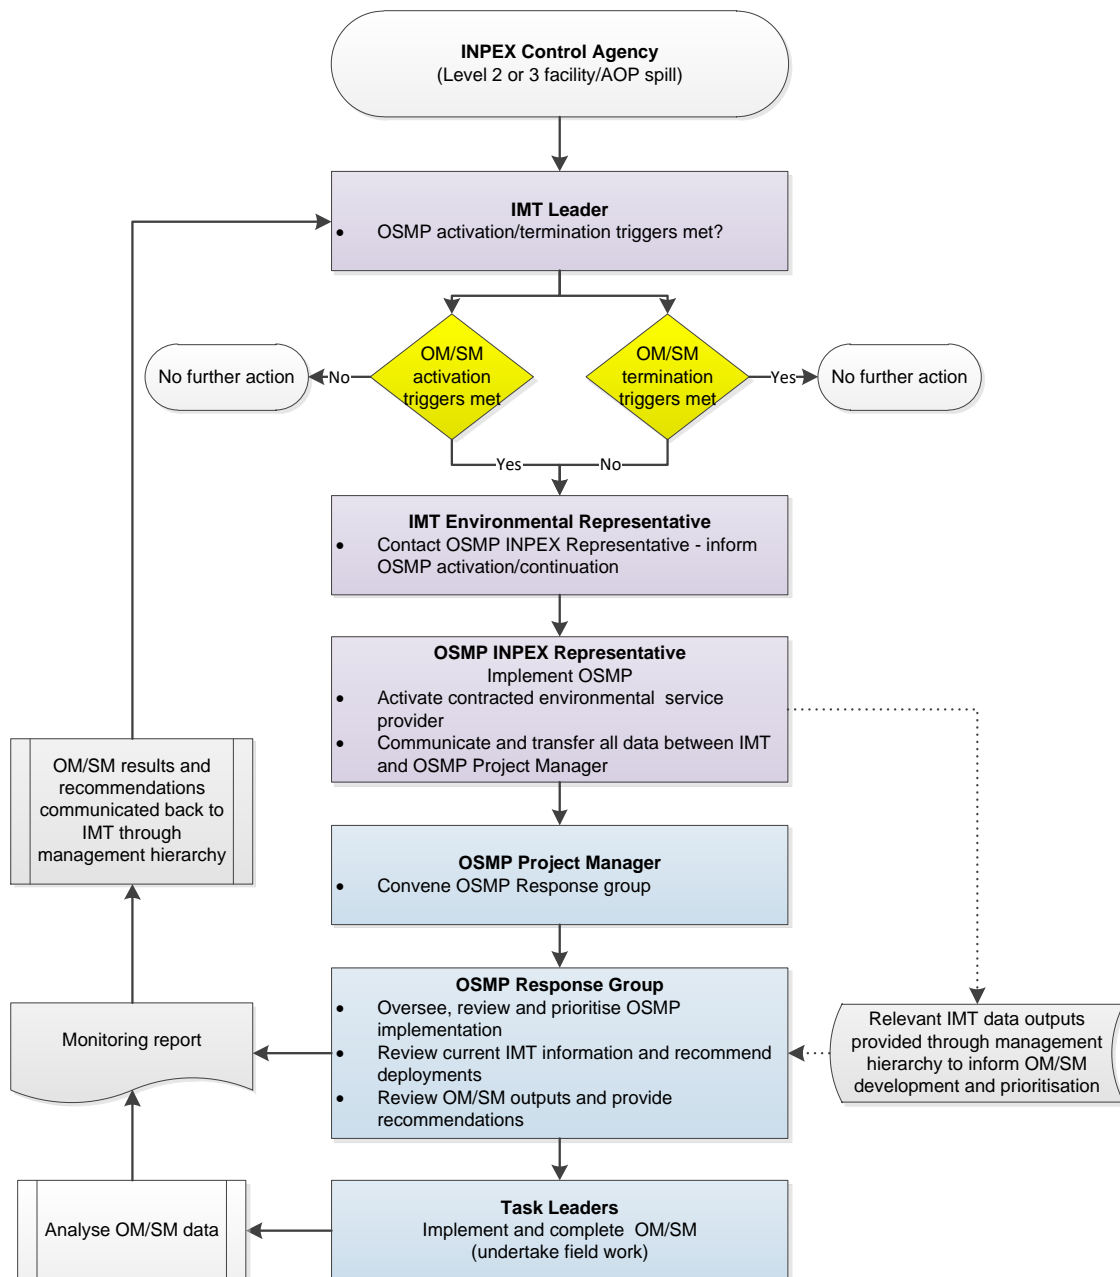 INPEX Control Agency
(Level 2 or 3 facility/AOP spill)
IMT Leader
• OSMP activation/termination triggers met?
OM/SM
activation
triggers met
OM/SM
termination
triggers met
No further action
No
Yes
No further action
Yes
No
IMT Environmental Representative
• Contact OSMP INPEX Representative - inform
OSMP activation/continuation
OSMP INPEX Representative
Implement OSMP
• Activate contracted environmental service
provider
• Communicate and transfer all data between IMT
and OSMP Project Manager
OM/SM results and
recommendations
communicated back to
IMT through
management hierarchy
OSMP Project Manager
• Convene OSMP Response group
OSMP Response Group
• Oversee, review and prioritise OSMP
implementation
• Review current IMT information and recommend
deployments
• Review OM/SM outputs and provide
recommendations
Monitoring report
Relevant IMT data outputs
provided through management
hierarchy to inform OM/SM
development and prioritisation
Task Leaders
Implement and complete OM/SM
(undertake field work)
Analyse OM/SM data